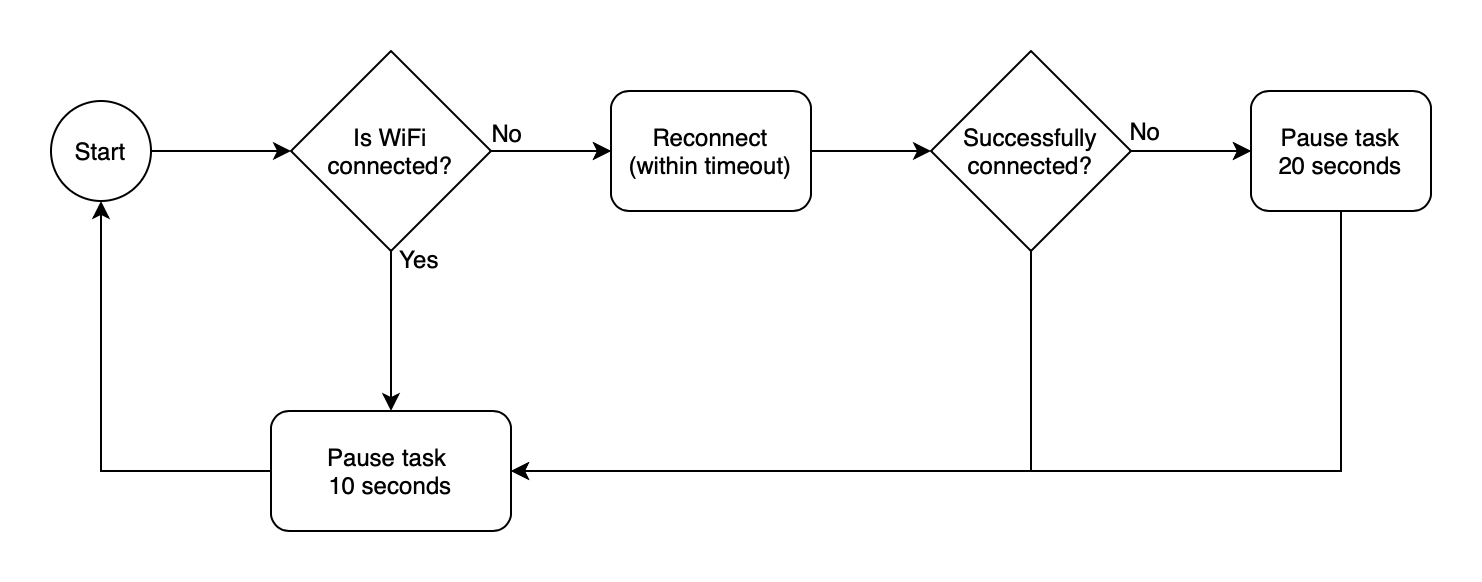 Start
Is WiFi
connected?
No
Reconnect
(within timeout)
Successfully
connected?
No
Pause task
20 seconds
Yes
Pause task
10 seconds